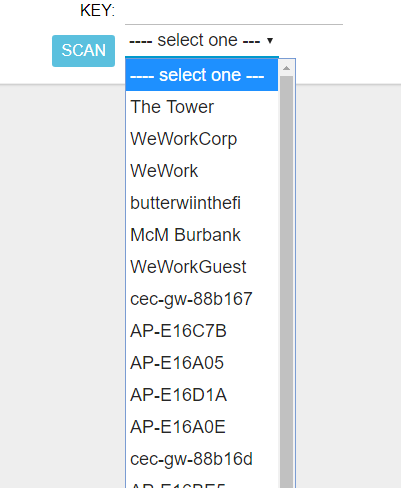 KEY:
SCAN
---- select one ---
---- select one ---
The Tower
WeWorkCorp
WeWork
butterwiinthefi
McM Burbank
WeWorkGuest
cec-gw-88b167
AP-E16C7B
AP-E16A05
AP-E16D1A
AP-E16A0E
cec-gw-88b16d